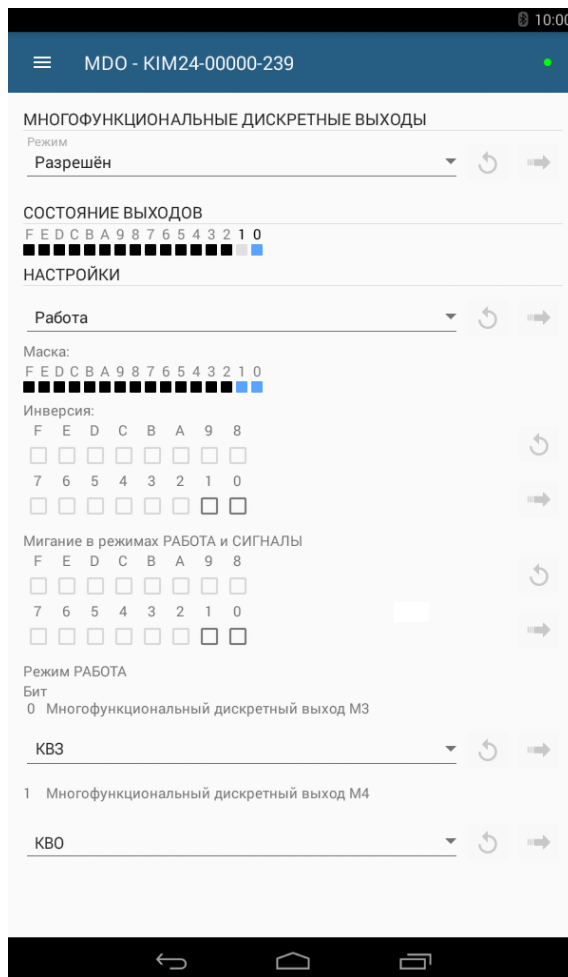 10:00
MDO - KIM24-00000-239
МНОГОФУНКЦИОНАЛЬНЫЕ ДИСКРЕТНЫЕ ВЫХОДЫ
Режим
Разрешён
СОСТОЯНИЕ ВЫХОДОВ
F E D C B A 9 8 7 6 5 4 3 2 1 0
НАСТРОЙКИ
Работа
Маска:
F E D C B A 9 8 7 6 5 4 3 2 1 0
Инверсия:
F E D C B A 9 8
7 6 5 4 3 2 1 0
Мигание в режимах РАБОТА и СИГНАЛЫ
F E D C B A 9 8
7 6 5 4 3 2 1 0
Режим РАБОТА
Бит
0 Многофункциональный дискретный выход М3
КВЗ
1 Многофункциональный дискретный выход М4
КВО